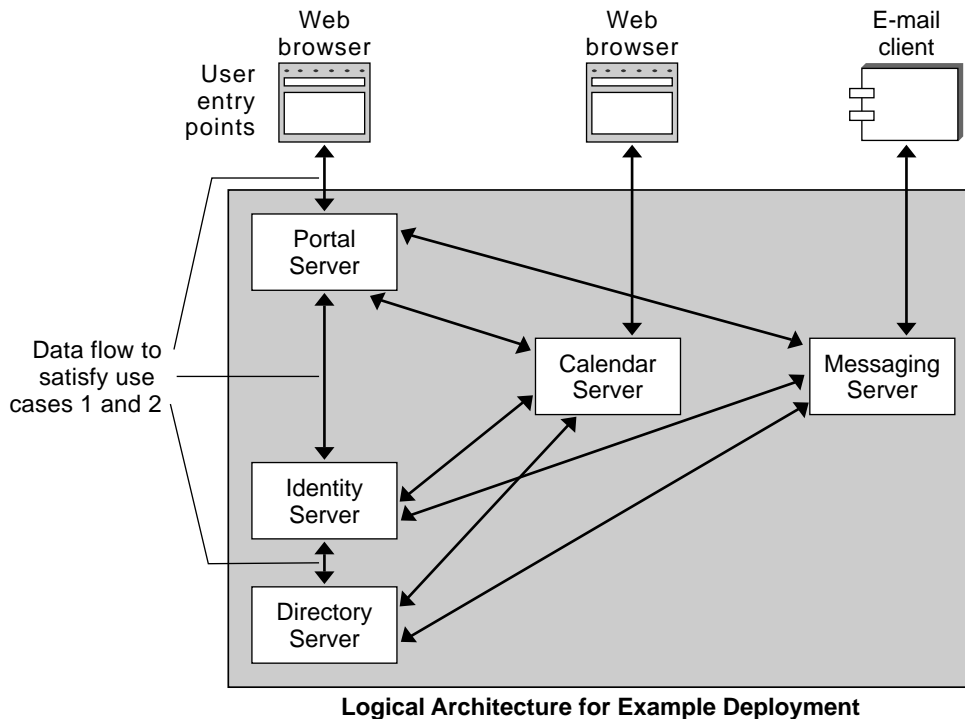 Web
browser
Web
browser
E-mail
client
User
entry
points
Portal
Server
Data flow to
satisfy use
cases 1 and 2
Calendar
Server
Messaging
Server
Identity
Server
Directory
Server
Logical Architecture for Example Deployment